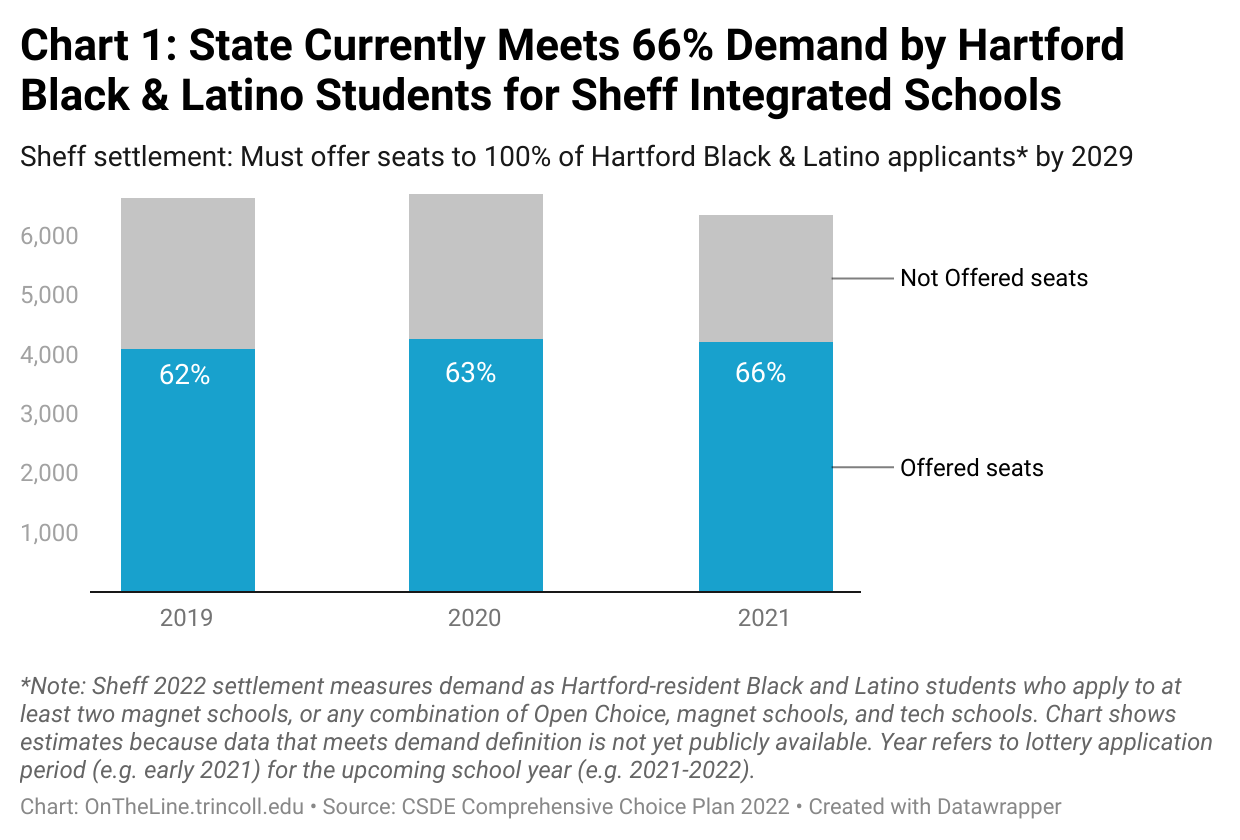 Chart 1: State Currently Meets 66% Demand by Hartford
Black & Latino Students for Sheff Integrated Schools
Sheff settlement: Must offer seats to 100% of Hartford Black & Latino applicants* by 2029
6,000
5,000
4,000
3,000
2,000
1,000
62%
63%
66%
Not Offered seats
Offered seats
2019
2020
2021
*Note: Sheff 2022 settlement measures demand as Hartford-resident Black and Latino students who apply to at
least two magnet schools, or any combination of Open Choice, magnet schools, and tech schools. Chart shows
estimates because data that meets demand definition is not yet publicly available. Year refers to lottery application
period (e.g. early 2021) for the upcoming school year (e.g. 2021-2022).
Chart: OnTheLine.trincoll.edu • Source: CSDE Comprehensive Choice Plan 2022 • Created with Datawrapper